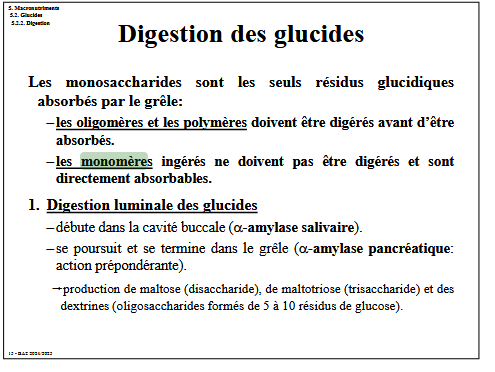 5. Macronutriments
5.2. Glucides
5.2.2. Digestion
Digestion des glucides
Les monosaccharides sont les seuls résidus glucidiques
absorbés par le grêle:
–les oligomères et les polymères doivent être digérés avant d’être
absorbés.
–les monomères ingérés ne doivent pas être digérés et sont
directement absorbables.
1. Digestion luminale des glucides
–débute dans la cavité buccale (α-amylase salivaire).
–se poursuit et se termine dans le grêle (α-amylase pancréatique:
action prépondérante).
→production de maltose (disaccharide), de maltotriose (trisaccharide) et des
dextrines (oligosaccharides formés de 5 à 10 résidus de glucose).
2024/2025